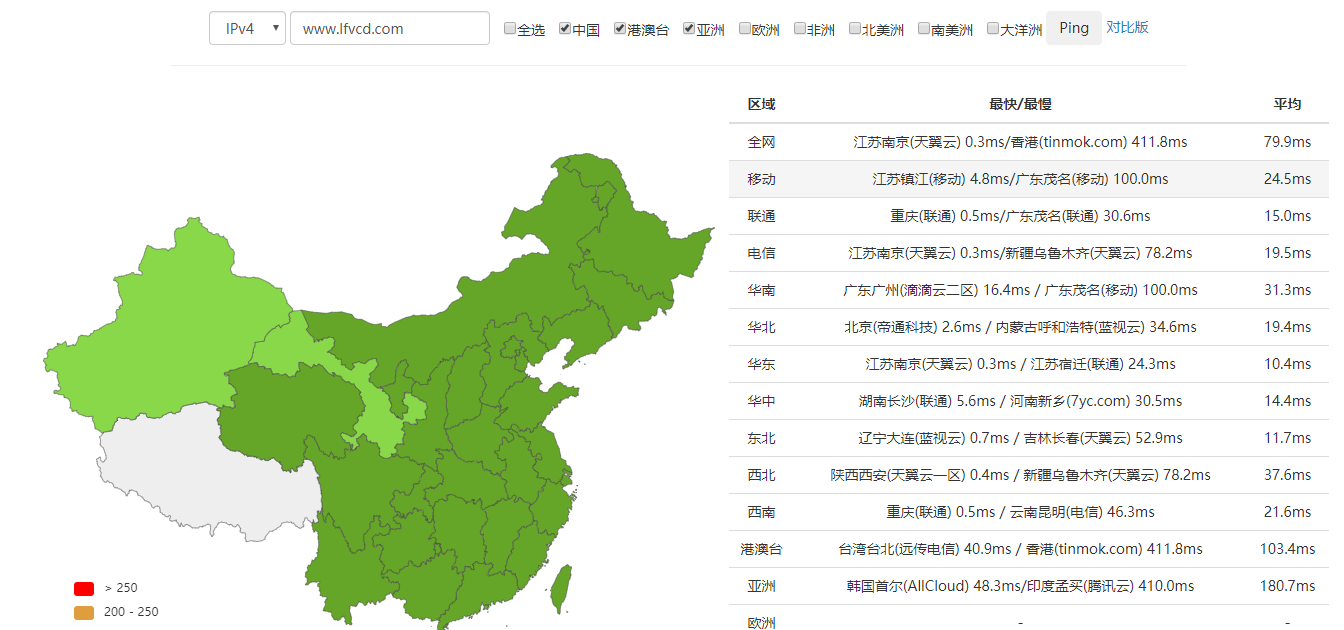 IPv4 www.lfvcd.com 全选 中国 港澳台 亚洲 欧洲 非洲 北美洲 南美洲 大洋洲 Ping 对比版
区域 最快/最慢 平均
全网 江苏南京(天翼云) 0.3ms/香港(tinmok.com) 411.8ms 79.9ms
移动 江苏镇江(移动) 4.8ms/广东茂名(移动) 100.0ms 24.5ms
联通 重庆(联通) 0.5ms/广东茂名(联通) 30.6ms 15.0ms
电信 江苏南京(天翼云) 0.3ms/新疆乌鲁木齐(天翼云) 78.2ms 19.5ms
华南 广东广州(滴滴云二区) 16.4ms / 广东茂名(移动) 100.0ms 31.3ms
华北 北京(帝通科技) 2.6ms / 内蒙古呼和浩特(蓝视云) 34.6ms 19.4ms
华东 江苏南京(天翼云) 0.3ms / 江苏宿迁(联通) 24.3ms 10.4ms
华中 湖南长沙(联通) 5.6ms / 河南新乡(7yc.com) 30.5ms 14.4ms
东北 辽宁大连(蓝视云) 0.7ms / 吉林长春(天翼云) 52.9ms 11.7ms
西北 陕西西安(天翼云一区) 0.4ms / 新疆乌鲁木齐(天翼云) 78.2ms 37.6ms
西南 重庆(联通) 0.5ms / 云南昆明(电信) 46.3ms 21.6ms
港澳台 台湾台北(远传电信) 40.9ms / 香港(tinmok.com) 411.8ms 103.4ms
亚洲 韩国首尔(AllCloud) 48.3ms/印度孟买(腾讯云) 410.0ms 180.7ms
欧洲 - -
> 250
200 - 250